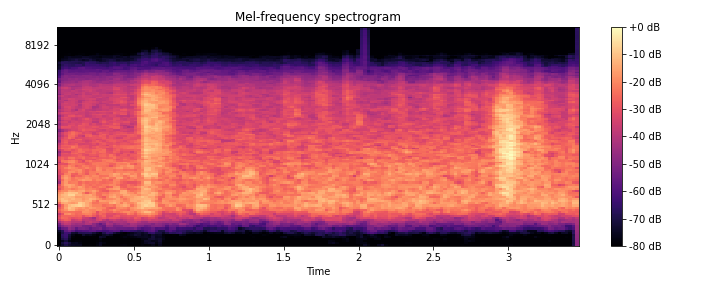 Mel-frequency spectrogram
Hz
8192
4096
2048
1024
512
0
0
0.5
1
1.5
2
2.5
3
Time
+0 dB
-10 dB
-20 dB
-30 dB
-40 dB
-50 dB
-60 dB
-70 dB
-80 dB